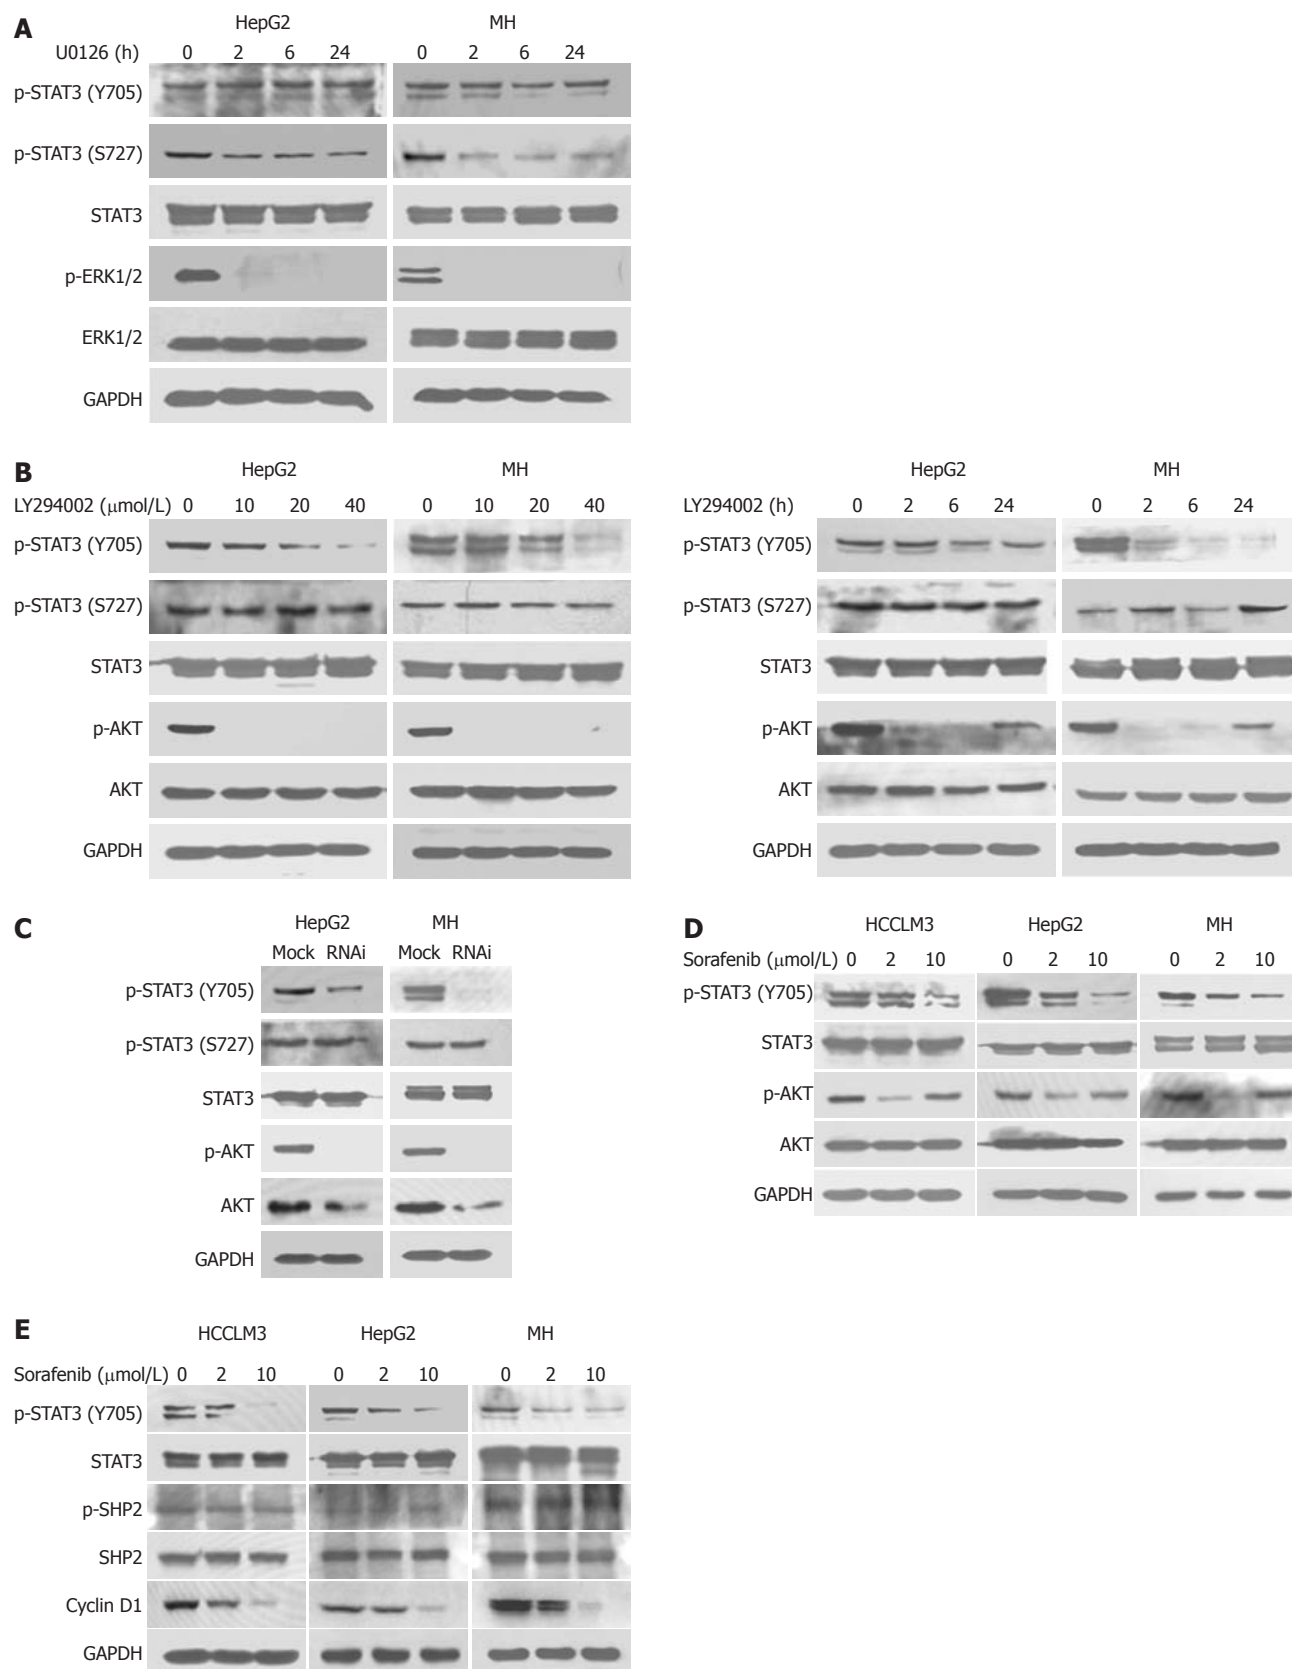 A
HepG2 MH
U0126 (h) 0 2 6 24 0 2 6 24
p-STAT3 (Y705)
p-STAT3 (S727)
STAT3
p-ERK1/2
ERK1/2
GAPDH
B
HepG2 MH
LY294002 (μmol/L) 0 10 20 40 0 10 20 40
p-STAT3 (Y705)
p-STAT3 (S727)
STAT3
p-AKT
AKT
GAPDH
HepG2 MH
LY294002 (h) 0 2 6 24 0 2 6 24
p-STAT3 (Y705)
p-STAT3 (S727)
STAT3
p-AKT
AKT
GAPDH
C
HepG2 MH
Mock RNAi Mock RNAi
p-STAT3 (Y705)
p-STAT3 (S727)
STAT3
p-AKT
AKT
GAPDH
D
HCCLM3 HepG2 MH
Sorafenib (μmol/L) 0 2 10 0 2 10 0 2 10
p-STAT3 (Y705)
STAT3
p-AKT
AKT
GAPDH
E
HCCLM3 HepG2 MH
Sorafenib (μmol/L) 0 2 10 0 2 10 0 2 10
p-STAT3 (Y705)
STAT3
p-SHP2
SHP2
Cyclin D1
GAPDH